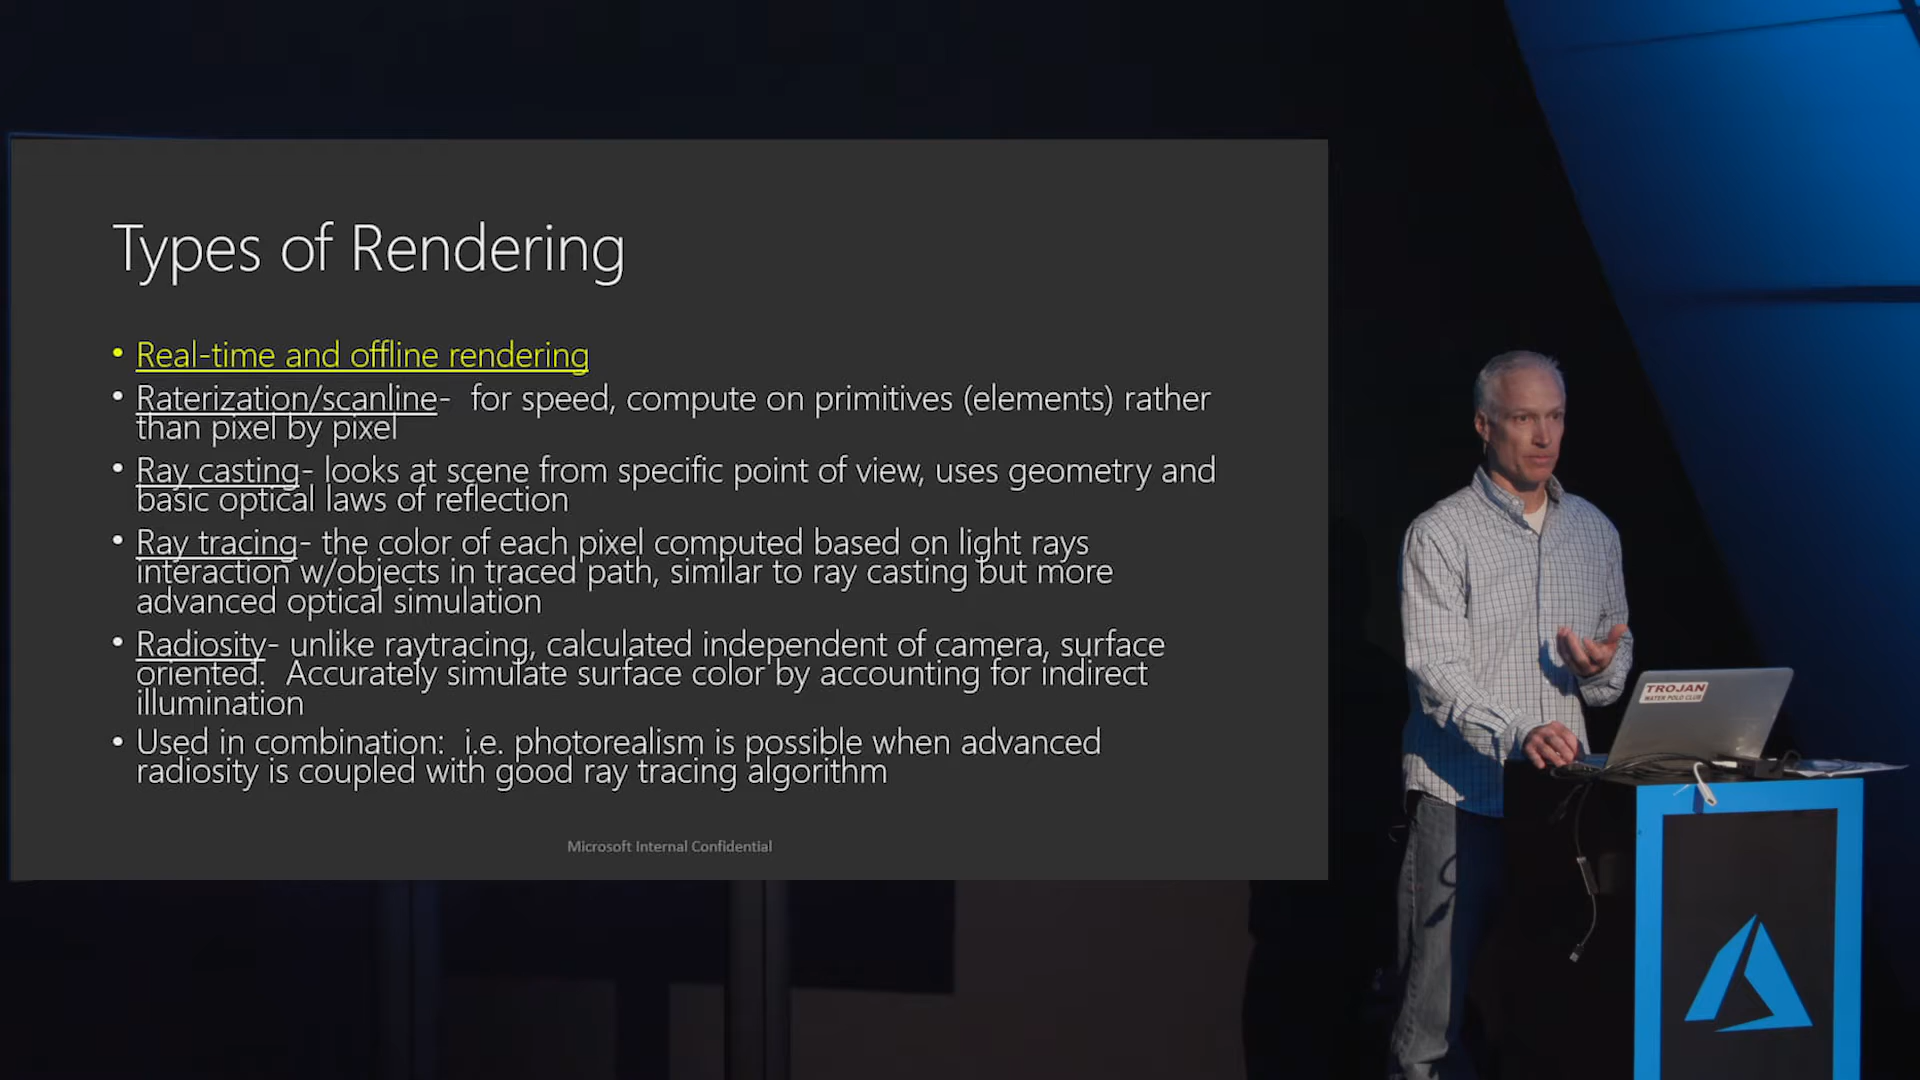 Types of Rendering
• Real-time and offline rendering
• Raterization/scanline-  for speed, compute on primitives (elements) rather
than pixel by pixel
• Ray casting- looks at scene from specific point of view, uses geometry and
basic optical laws of reflection
• Ray tracing- the color of each pixel computed based on light rays
interaction w/objects in traced path, similar to ray casting but more
advanced optical simulation
• Radiosity- unlike raytracing, calculated independent of camera, surface
oriented.  Accurately simulate surface color by accounting for indirect
illumination
• Used in combination:  i.e. photorealism is possible when advanced
radiosity is coupled with good ray tracing algorithm
Microsoft Internal Confidential
TROJAN
WATER POLO CLUB